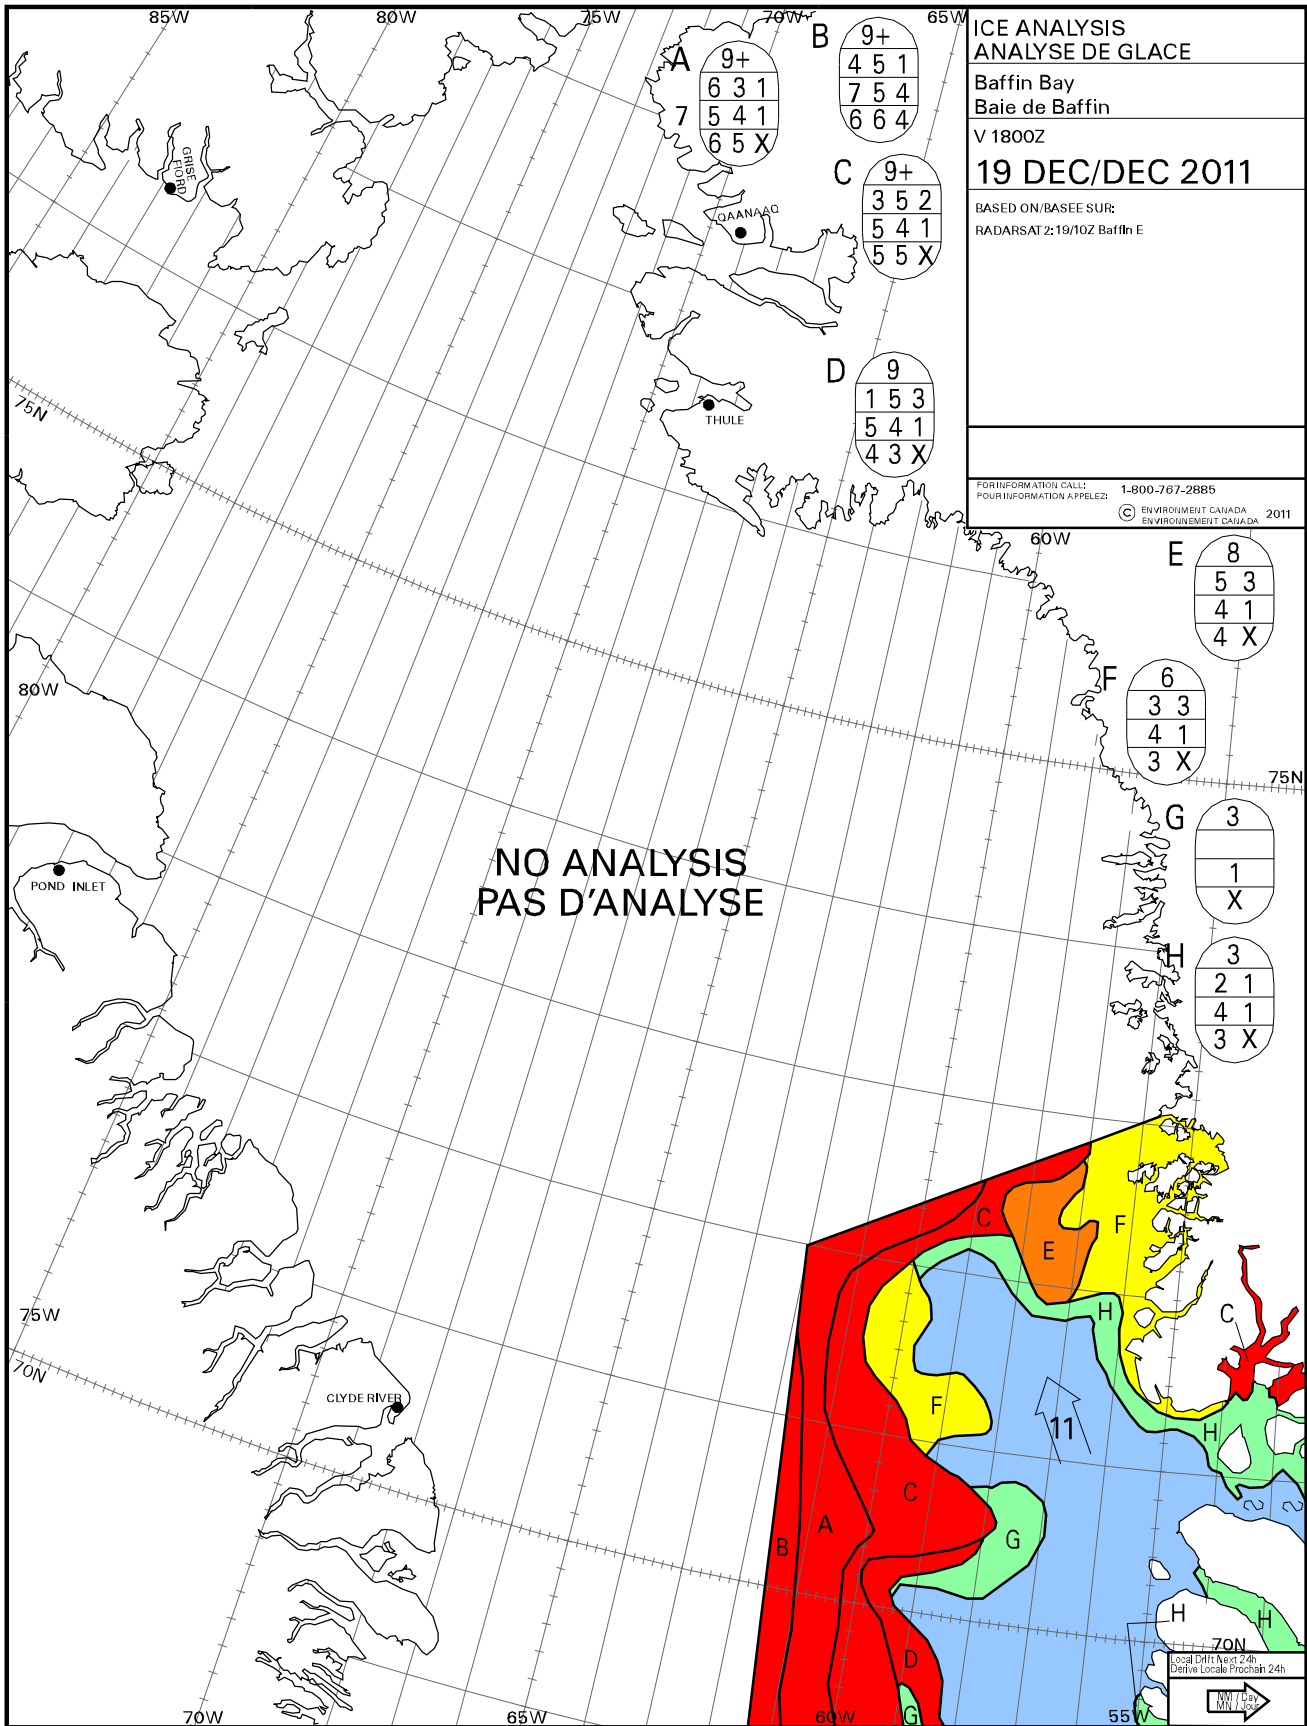 85W
80W
75W
70W
65W
ICE ANALYSIS
ANALYSE DE GLACE
Baffin Bay
Baie de Baffin
V 1800Z
19 DEC/DEC 2011
BASED ON/BASEE SUR:
RADARSAT2: 19/10Z Baffin E
FOR INFORMATION CALL:
POUR INFORMATION APPELEZ:
1-800-767-2885
© ENVIRONMENT CANADA
ENVIRONNEMENT CANADA
2011
A
9+
6 3 1
7 5 4 1
6 5 X
B
9+
4 5 1
7 5 4
6 6 4
C
9+
3 5 2
5 4 1
5 5 X
D
9
1 5 3
5 4 1
4 3 X
E
8
5 3
4 1
4 X
F
6
3 3
4 1
3 X
G
3
1
X
H
3
2 1
4 1
3 X
GRISE
FIORD
QAANAAQ
THULE
75N
60W
80W
75N
POND INLET
NO ANALYSIS
PAS D'ANALYSE
75W
70N
CLYDE RIVER
C
E
F
H
C
F
11
H
C
A
B
G
H
H
D
G
70N
Local Drift Next 24h
Derive Locale Prochain 24h
NM / Day
MN / Jour
70W
65W
60W
55W